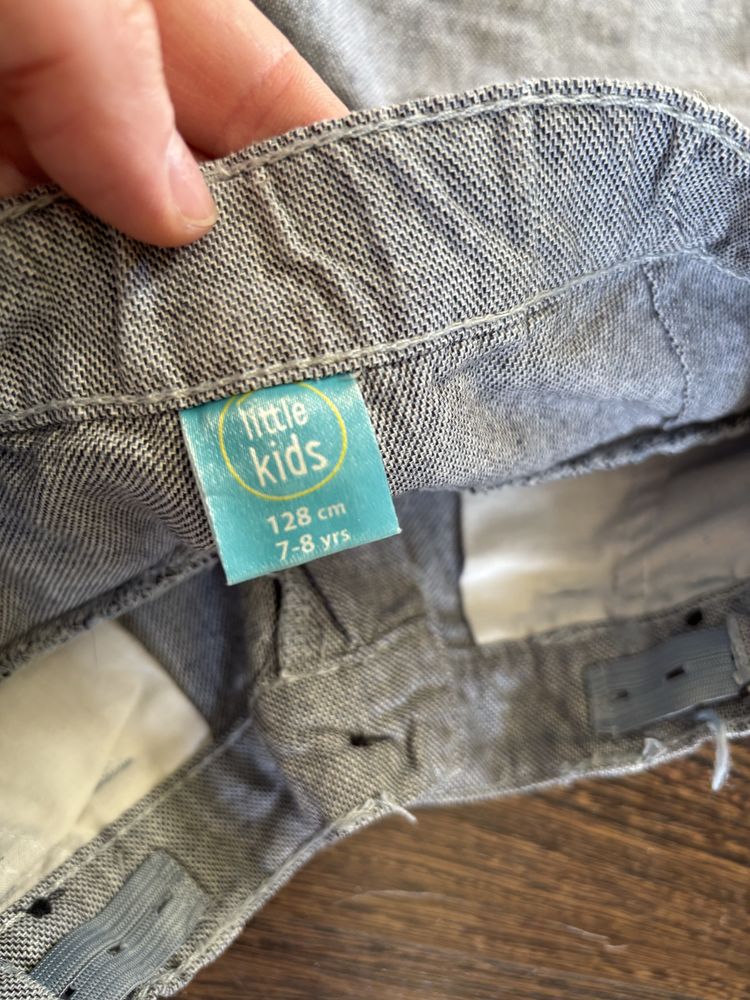 little
kids
128 cm
7-8 yrs